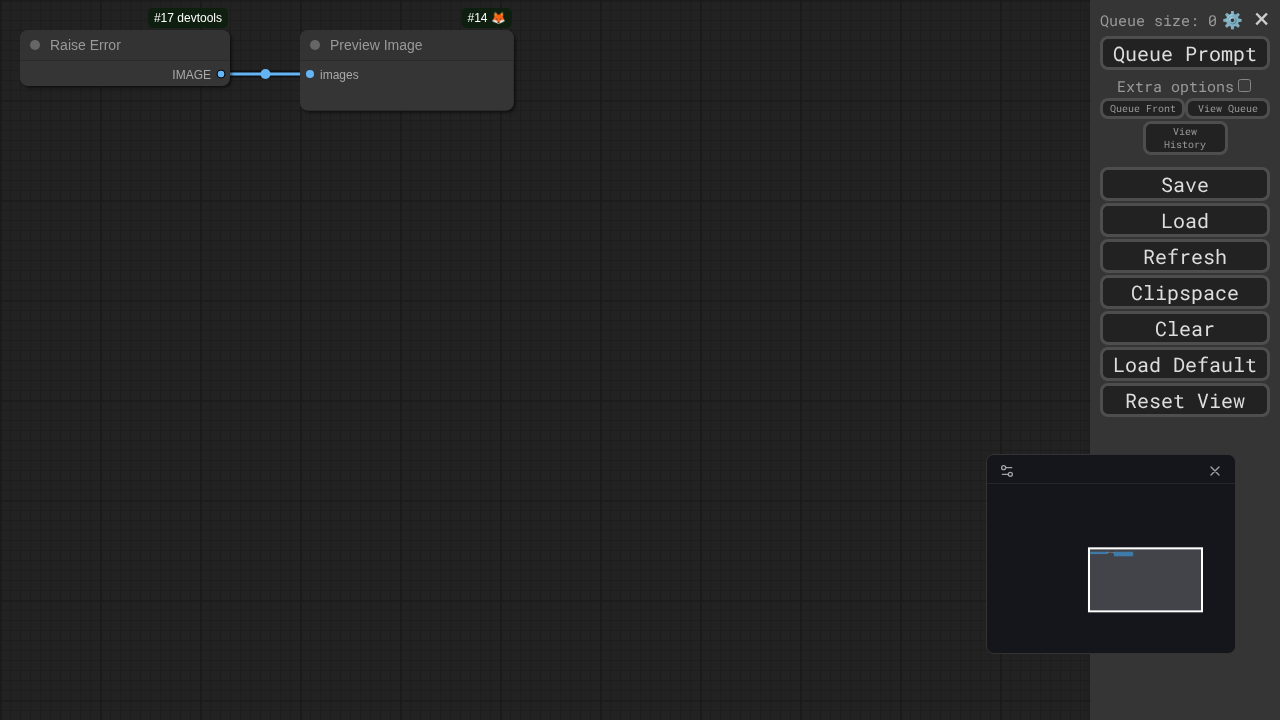 #17 devtools
#14 🦊
Raise Error
Preview Image
IMAGE
images
Queue size: 0
Queue Prompt
Extra options
Queue Front
View Queue
View
History
Save
Load
Refresh
Clipspace
Clear
Load Default
Reset View